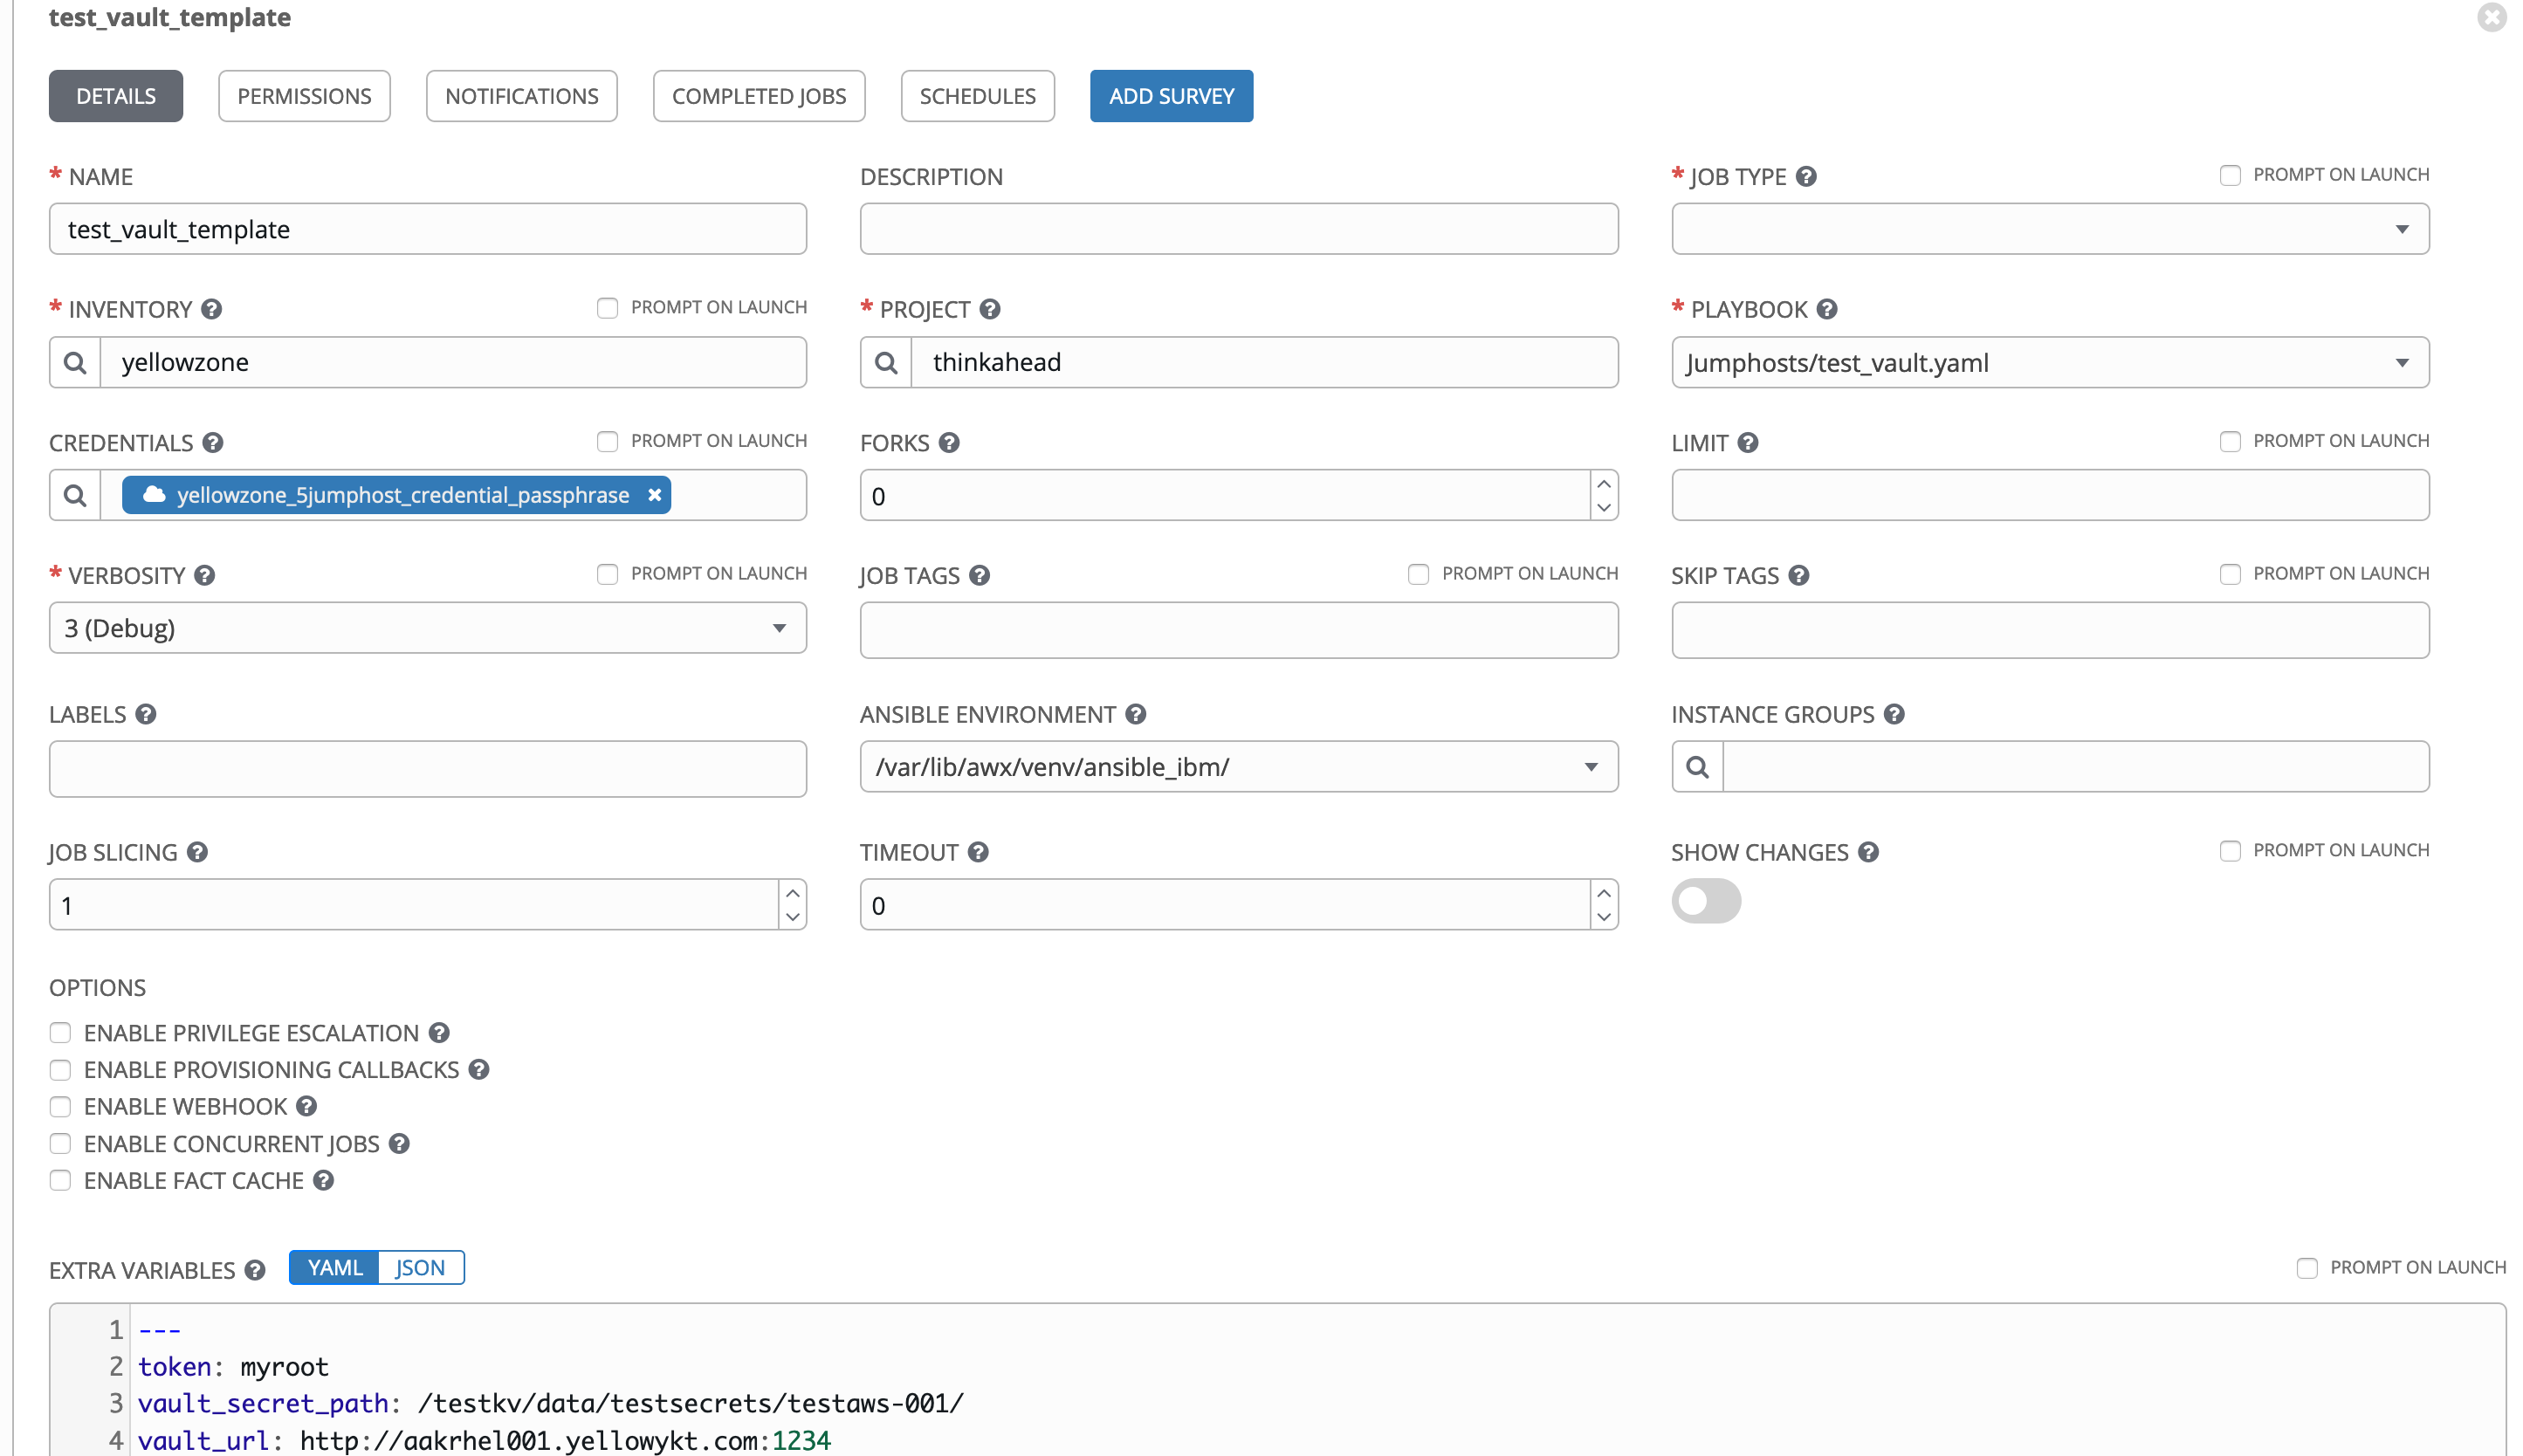 test_vault_template
DETAILS PERMISSIONS NOTIFICATIONS COMPLETED JOBS SCHEDULES ADD SURVEY
* NAME
test_vault_template
DESCRIPTION
* JOB TYPE PROMPT ON LAUNCH
* INVENTORY PROMPT ON LAUNCH
yellowzone
* PROJECT
thinkahead
* PLAYBOOK
Jumphosts/test_vault.yaml
CREDENTIALS PROMPT ON LAUNCH
yellowzone_5jumphost_credential_passphrase
FORKS
0
LIMIT PROMPT ON LAUNCH
* VERBOSITY PROMPT ON LAUNCH
3 (Debug)
JOB TAGS PROMPT ON LAUNCH
SKIP TAGS PROMPT ON LAUNCH
LABELS
ANSIBLE ENVIRONMENT
/var/lib/awx/venv/ansible_ibm/
INSTANCE GROUPS
JOB SLICING
1
TIMEOUT
0
SHOW CHANGES PROMPT ON LAUNCH
OPTIONS
ENABLE PRIVILEGE ESCALATION
ENABLE PROVISIONING CALLBACKS
ENABLE WEBHOOK
ENABLE CONCURRENT JOBS
ENABLE FACT CACHE
EXTRA VARIABLES YAML JSON PROMPT ON LAUNCH
1 ---
2 token: myroot
3 vault_secret_path: /testkv/data/testsecrets/testaws-001/
4 vault_url: http://aakrhel001.yellowykt.com:1234